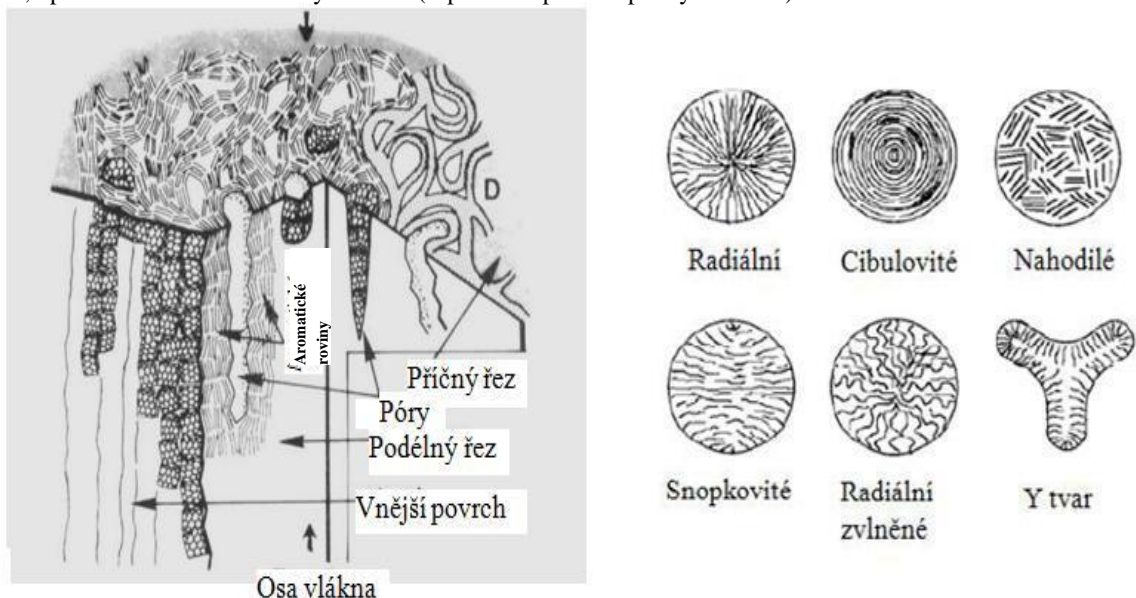 D
Aromatické
roviny
Příčný řez
Póry
Podélný řez
Vnější povrch
Osa vlákna
Radiální
Cibulovité
Nahodilé
Snopkovité
Radiální
zvlněné
Y tvar